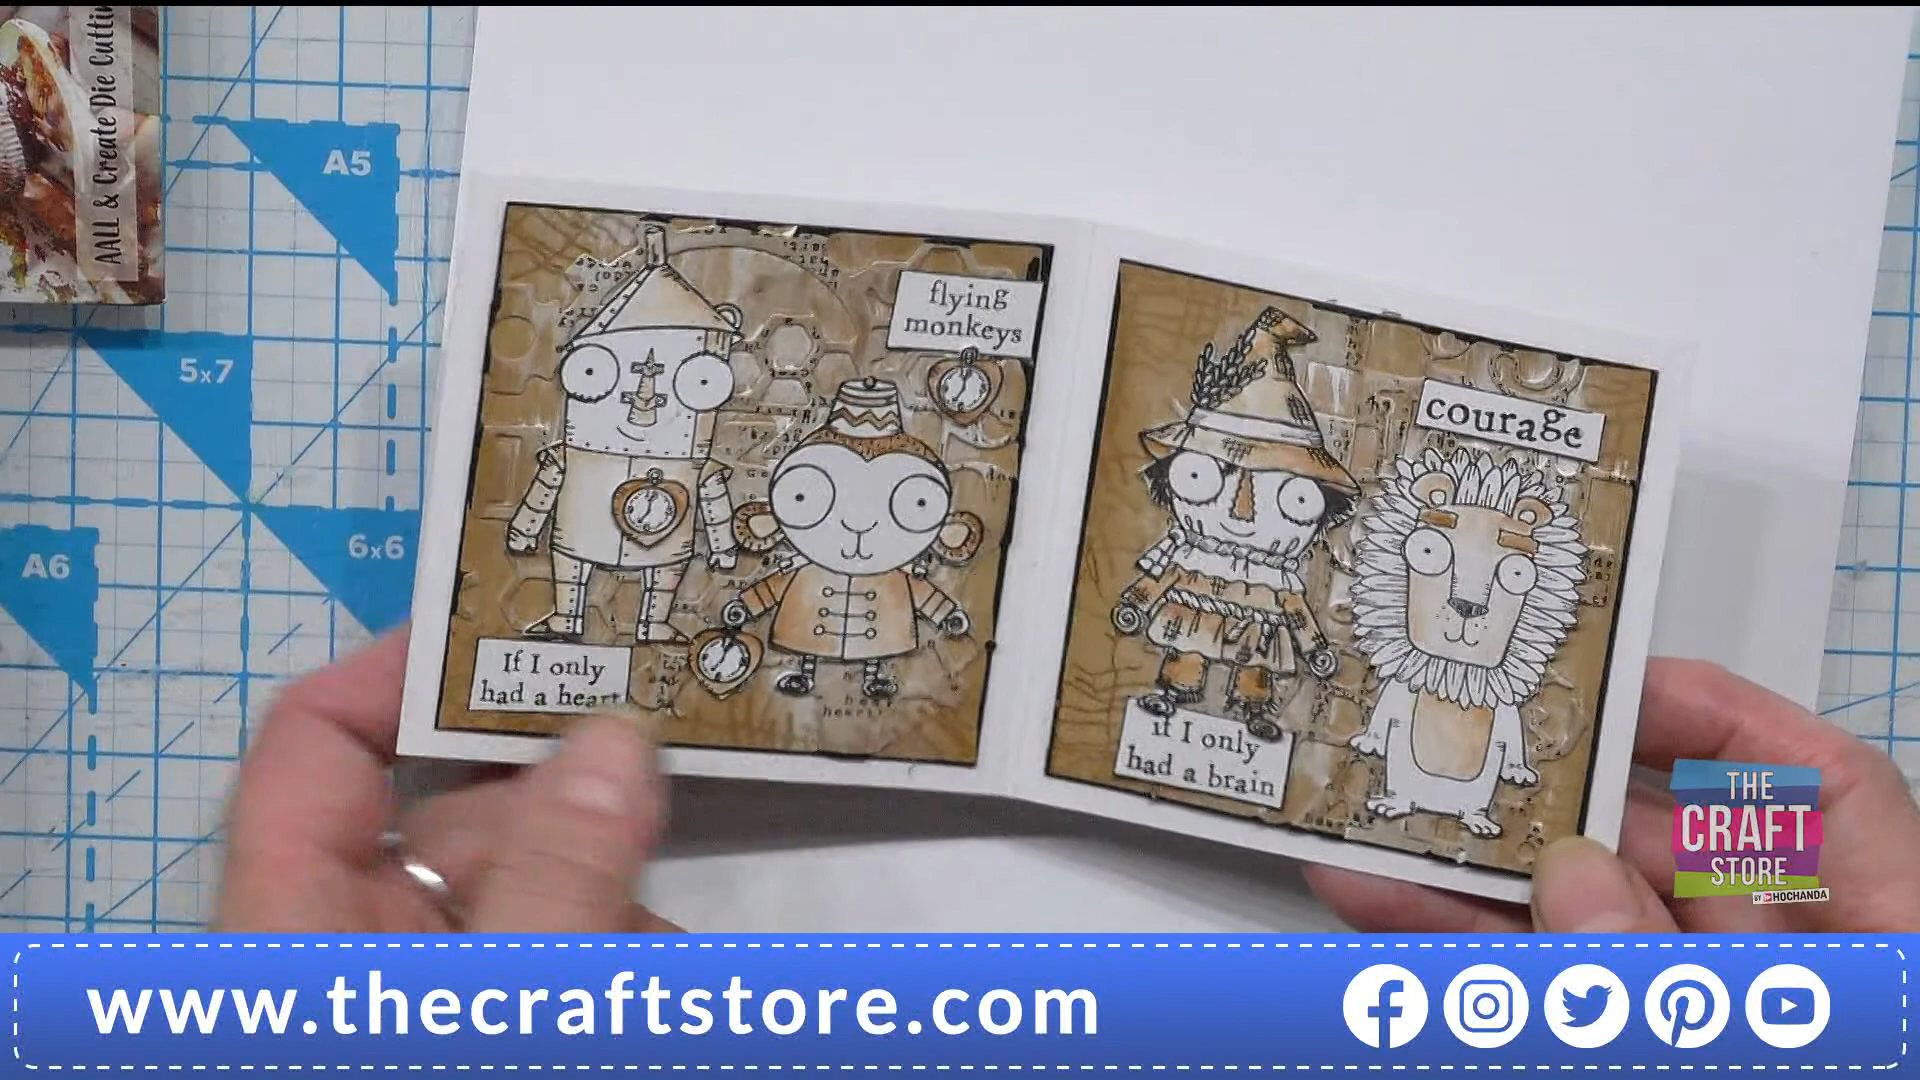 AALL & Create Die Cuttin
A5
5x7
6x6
A6
flying
monkeys
If I only
had a heart
courage
if I only
had a brain
THE
CRAFT
STORE
BY HOCHANDA
www.thecraftstore.com